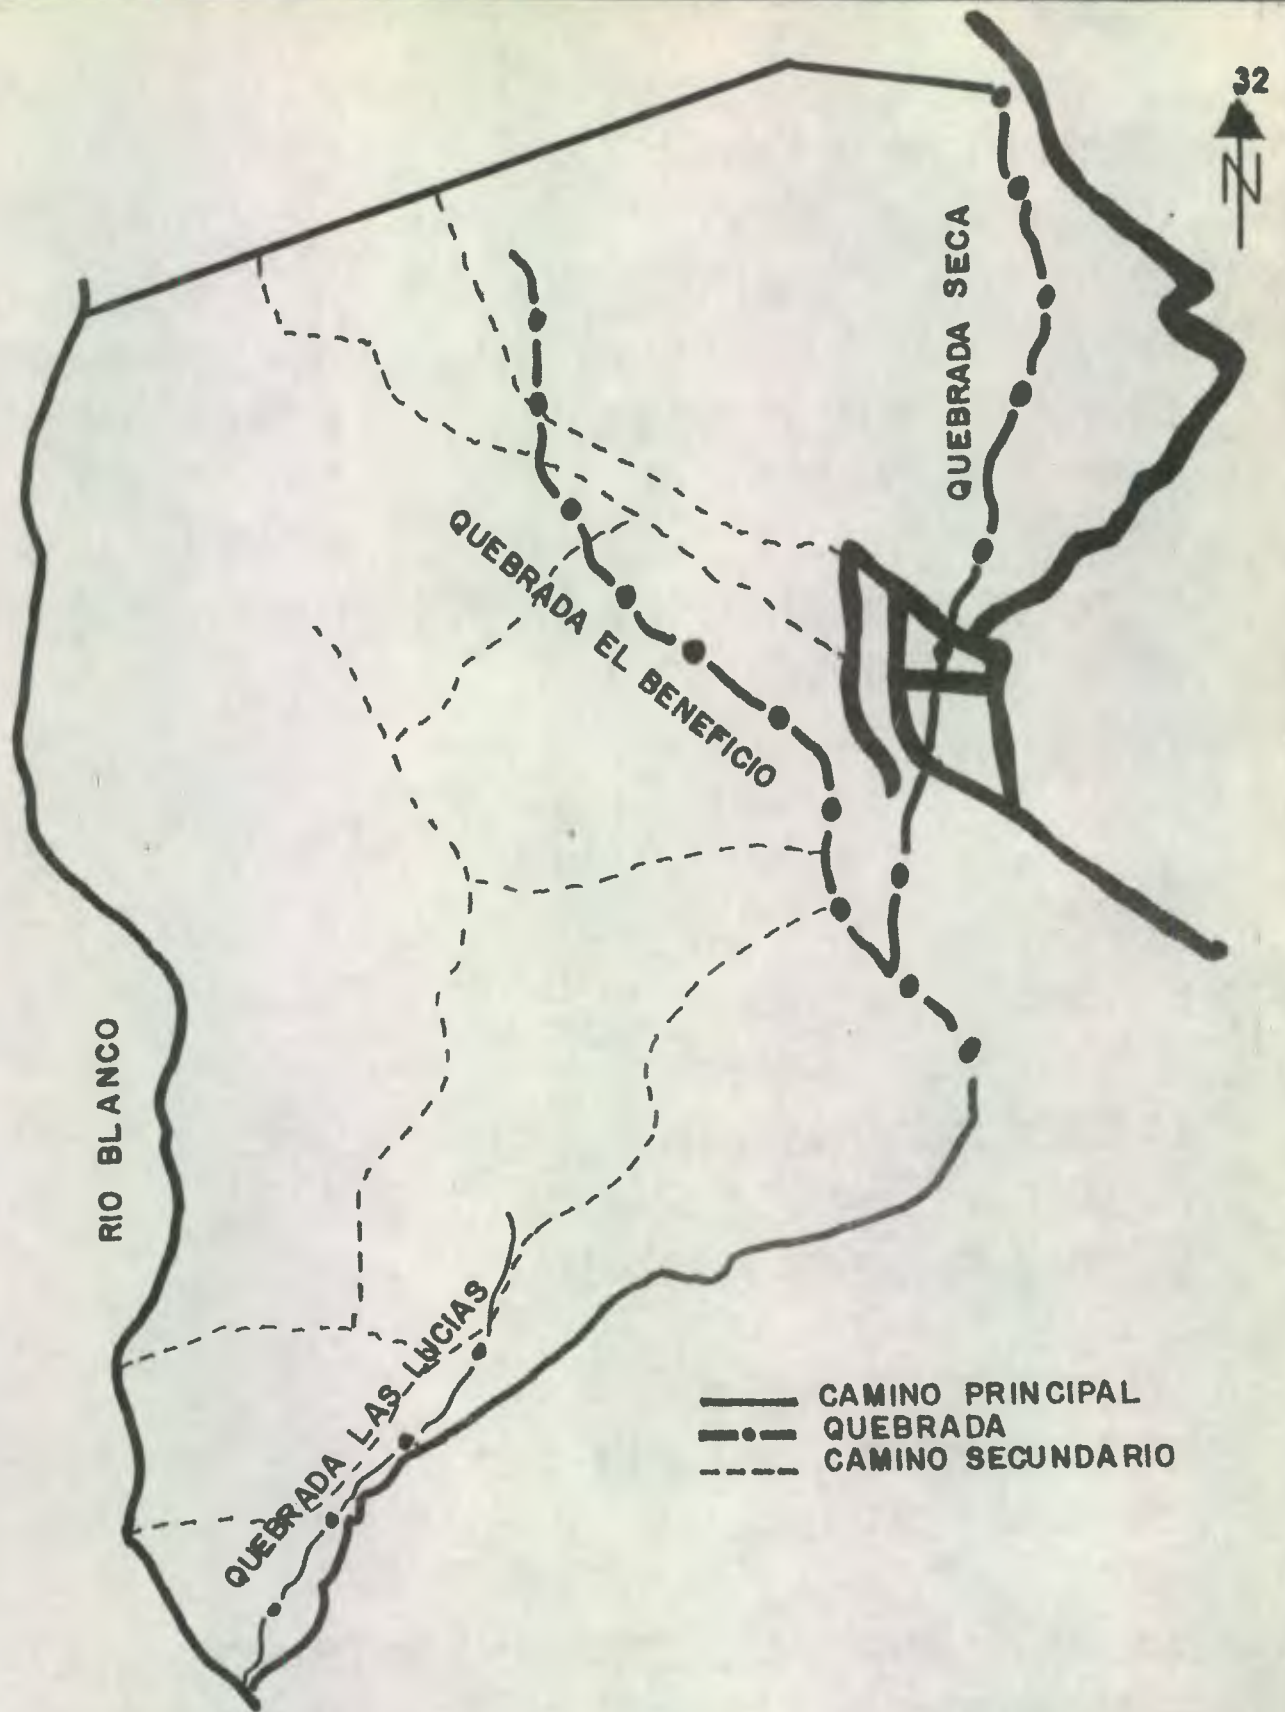 32
N
QUEBRADA SECA
QUEBRADA EL BENEFICIO
RIO BLANCO
QUEBRADA LAS LUCIAS
CAMINO PRINCIPAL
QUEBRADA
CAMINO SECUNDARIO